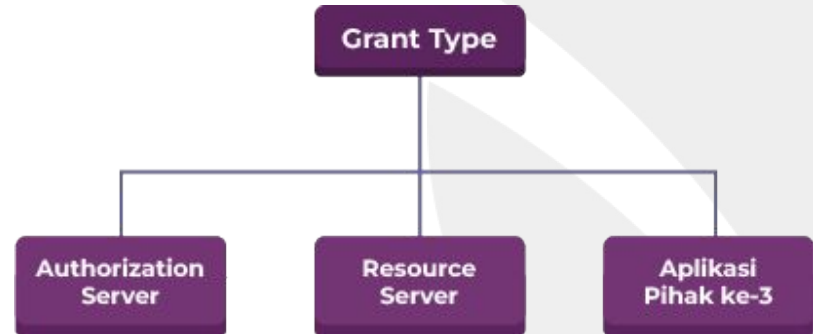 Grant Type
Authorization
Server
Resource
Server
Aplikasi
Pihak ke-3